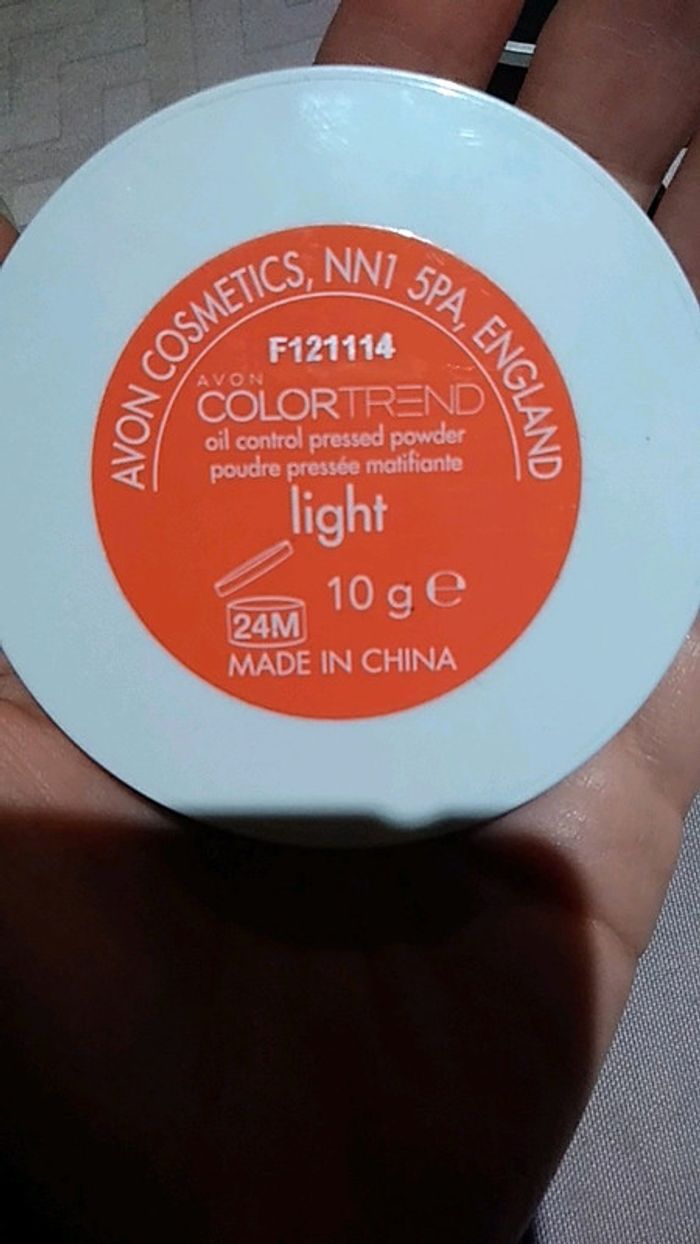 AVON COSMETICS, NN1 5PA, ENGLAND
F121114
AVON
COLORTREND
oil control pressed powder
poudre pressée matifiante
light
10 g e
24M
MADE IN CHINA